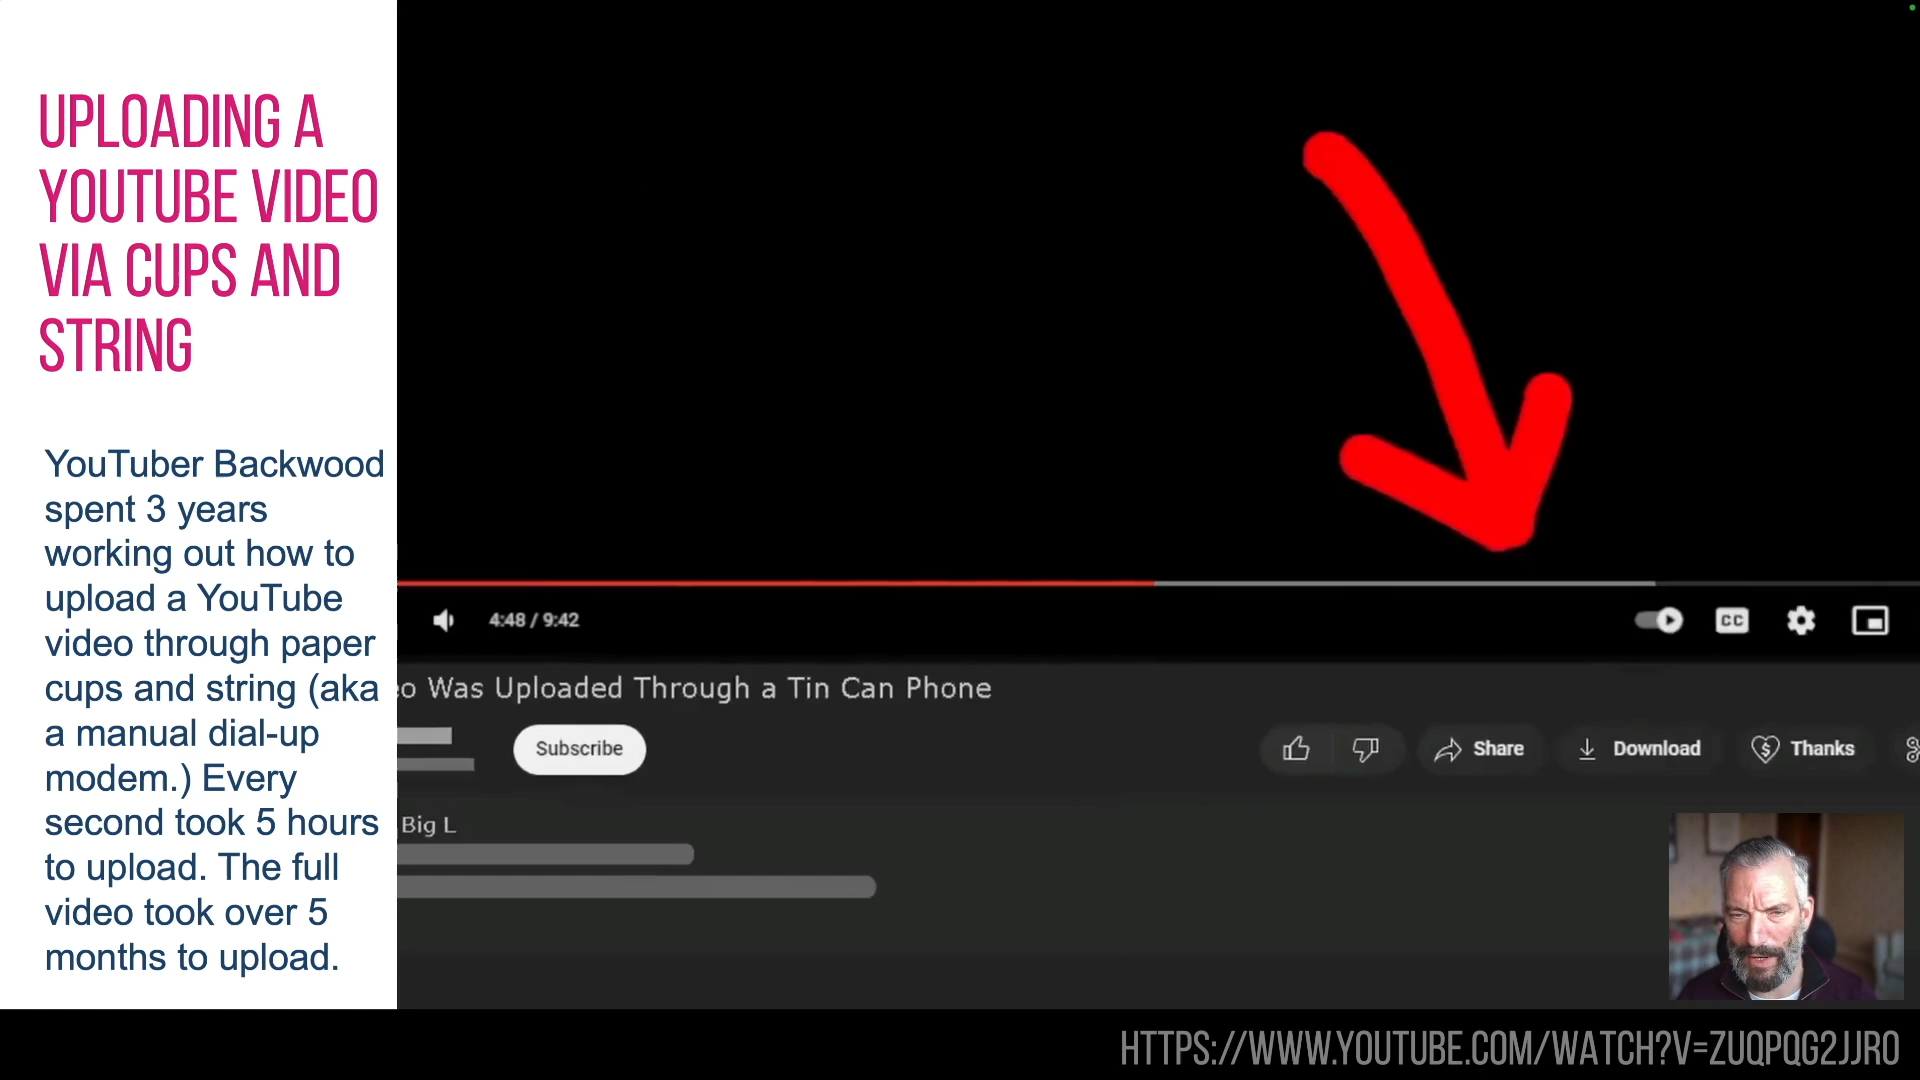 UPLOADING A
YOUTUBE VIDEO
VIA CUPS AND
STRING
YouTuber Backwood
spent 3 years
working out how to
upload a YouTube
video through paper
cups and string (aka
a manual dial-up
modem.) Every
second took 5 hours
to upload. The full
video took over 5
months to upload.
4:48 / 9:42
CC
eo Was Uploaded Through a Tin Can Phone
Subscribe
Share
Download
Thanks
Big L
HTTPS://WWW.YOUTUBE.COM/WATCH?V=ZUQPQG2JJRO